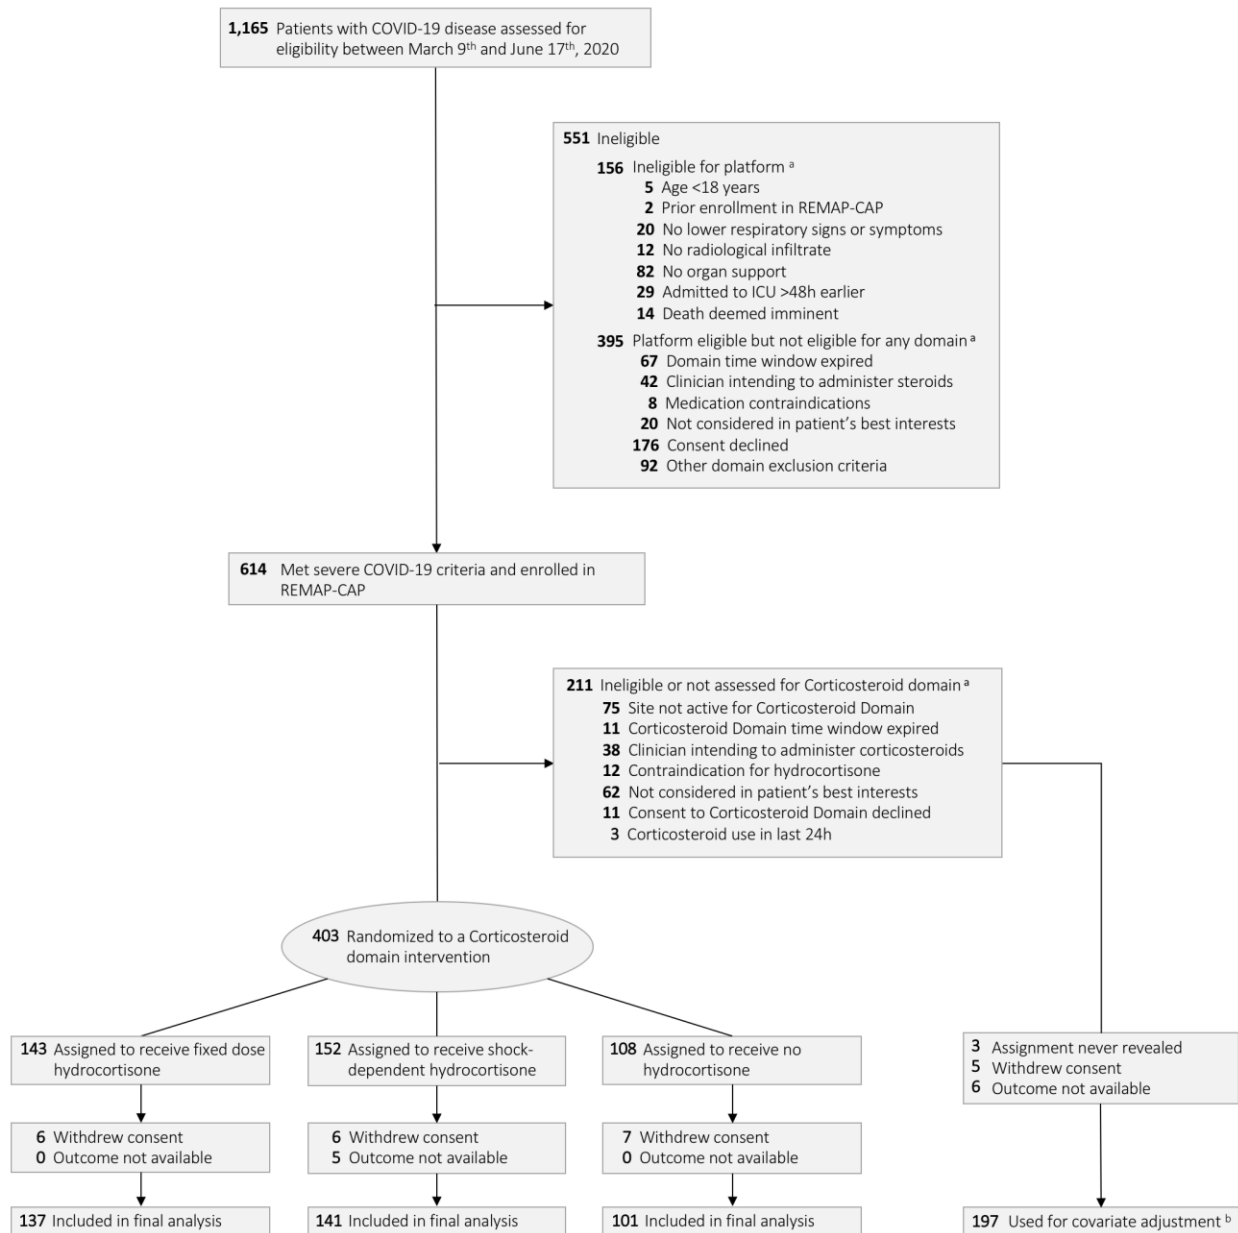 1,165 Patients with COVID-19 disease assessed for
eligibility between March 9th and June 17th, 2020
551 Ineligible
156 Ineligible for platform a
5 Age <18 years
2 Prior enrollment in REMAP-CAP
20 No lower respiratory signs or symptoms
12 No radiological infiltrate
82 No organ support
29 Admitted to ICU >48h earlier
14 Death deemed imminent
395 Platform eligible but not eligible for any domain a
67 Domain time window expired
42 Clinician intending to administer steroids
8 Medication contraindications
20 Not considered in patient's best interests
176 Consent declined
92 Other domain exclusion criteria
614 Met severe COVID-19 criteria and enrolled in
REMAP-CAP
211 Ineligible or not assessed for Corticosteroid domain a
75 Site not active for Corticosteroid Domain
11 Corticosteroid Domain time window expired
38 Clinician intending to administer corticosteroids
12 Contraindication for hydrocortisone
62 Not considered in patient's best interests
11 Consent to Corticosteroid Domain declined
3 Corticosteroid use in last 24h
403 Randomized to a Corticosteroid
domain intervention
143 Assigned to receive fixed dose
hydrocortisone
152 Assigned to receive shock-
dependent hydrocortisone
108 Assigned to receive no
hydrocortisone
3 Assignment never revealed
5 Withdrew consent
6 Outcome not available
6 Withdrew consent
0 Outcome not available
6 Withdrew consent
5 Outcome not available
7 Withdrew consent
0 Outcome not available
137 Included in final analysis
141 Included in final analysis
101 Included in final analysis
197 Used for covariate adjustment b